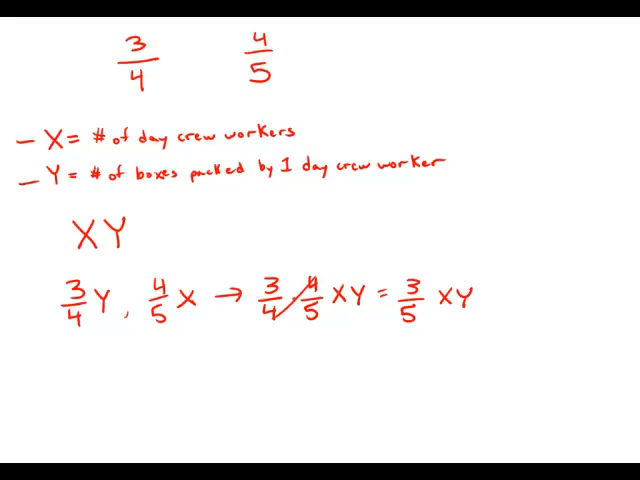 3/4 4/5
– X = # of day crew workers
– Y = # of boxes packed by 1 day crew worker
XY
3/4 Y, 4/5 X → 3/4 · 4/5 XY = 3/5 XY